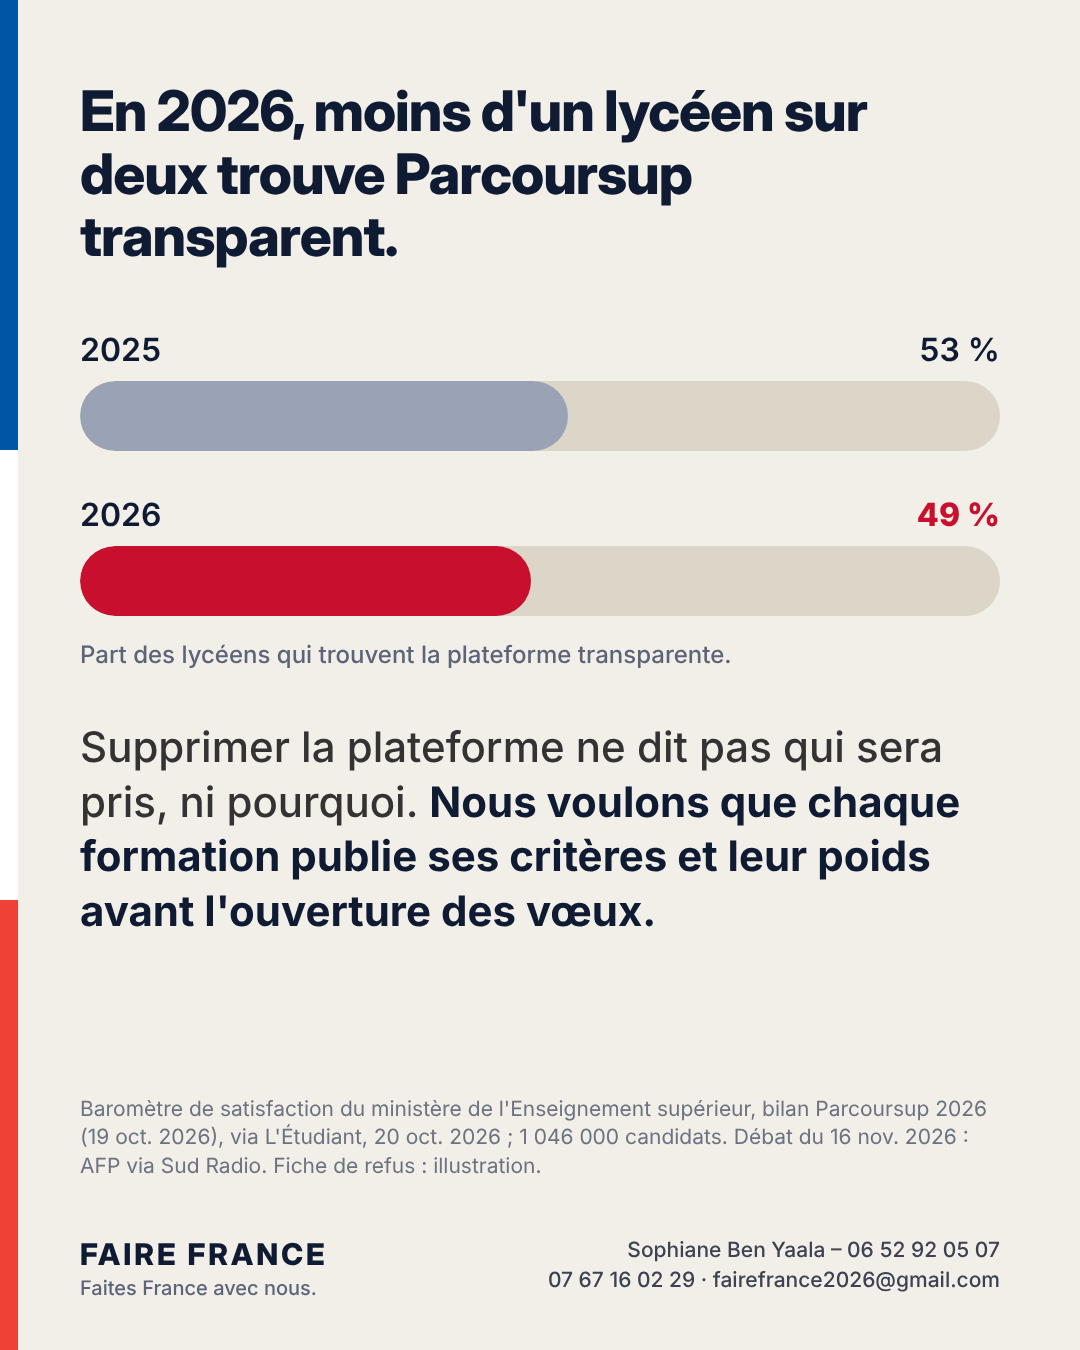 En 2026, moins d'un lycéen sur
deux trouve Parcoursup
transparent.
2025 53 %
2026 49 %
Part des lycéens qui trouvent la plateforme transparente.
Supprimer la plateforme ne dit pas qui sera
pris, ni pourquoi. Nous voulons que chaque
formation publie ses critères et leur poids
avant l'ouverture des vœux.
Baromètre de satisfaction du ministère de l'Enseignement supérieur, bilan Parcoursup 2026
(19 oct. 2026), via L'Étudiant, 20 oct. 2026 ; 1 046 000 candidats. Débat du 16 nov. 2026 :
AFP via Sud Radio. Fiche de refus : illustration.
FAIRE FRANCE
Faites France avec nous.
Sophiane Ben Yaala – 06 52 92 05 07
07 67 16 02 29 · fairefrance2026@gmail.com